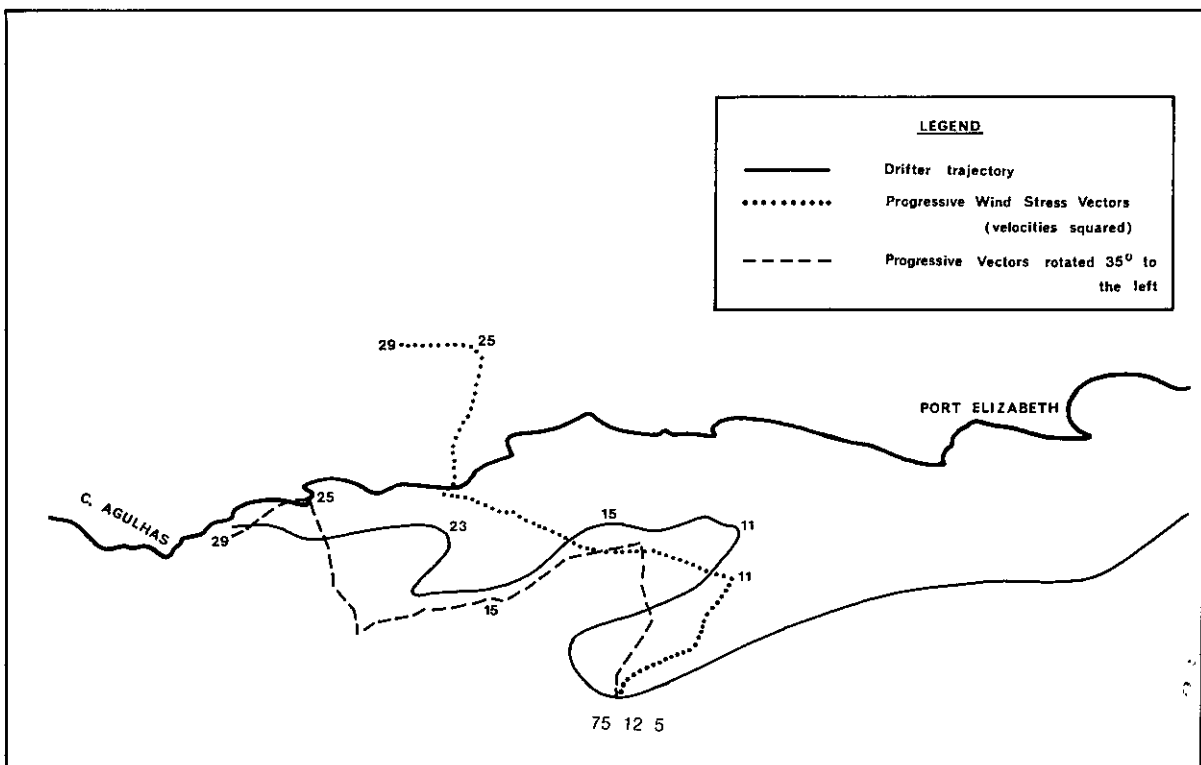 LEGEND
Drifter trajectory
Progressive Wind Stress Vectors
(velocities squared)
Progressive Vectors rotated 35° to
the left
29
25
PORT ELIZABETH
C. AGULHAS
25
29
23
15
11
11
15
75 12 5